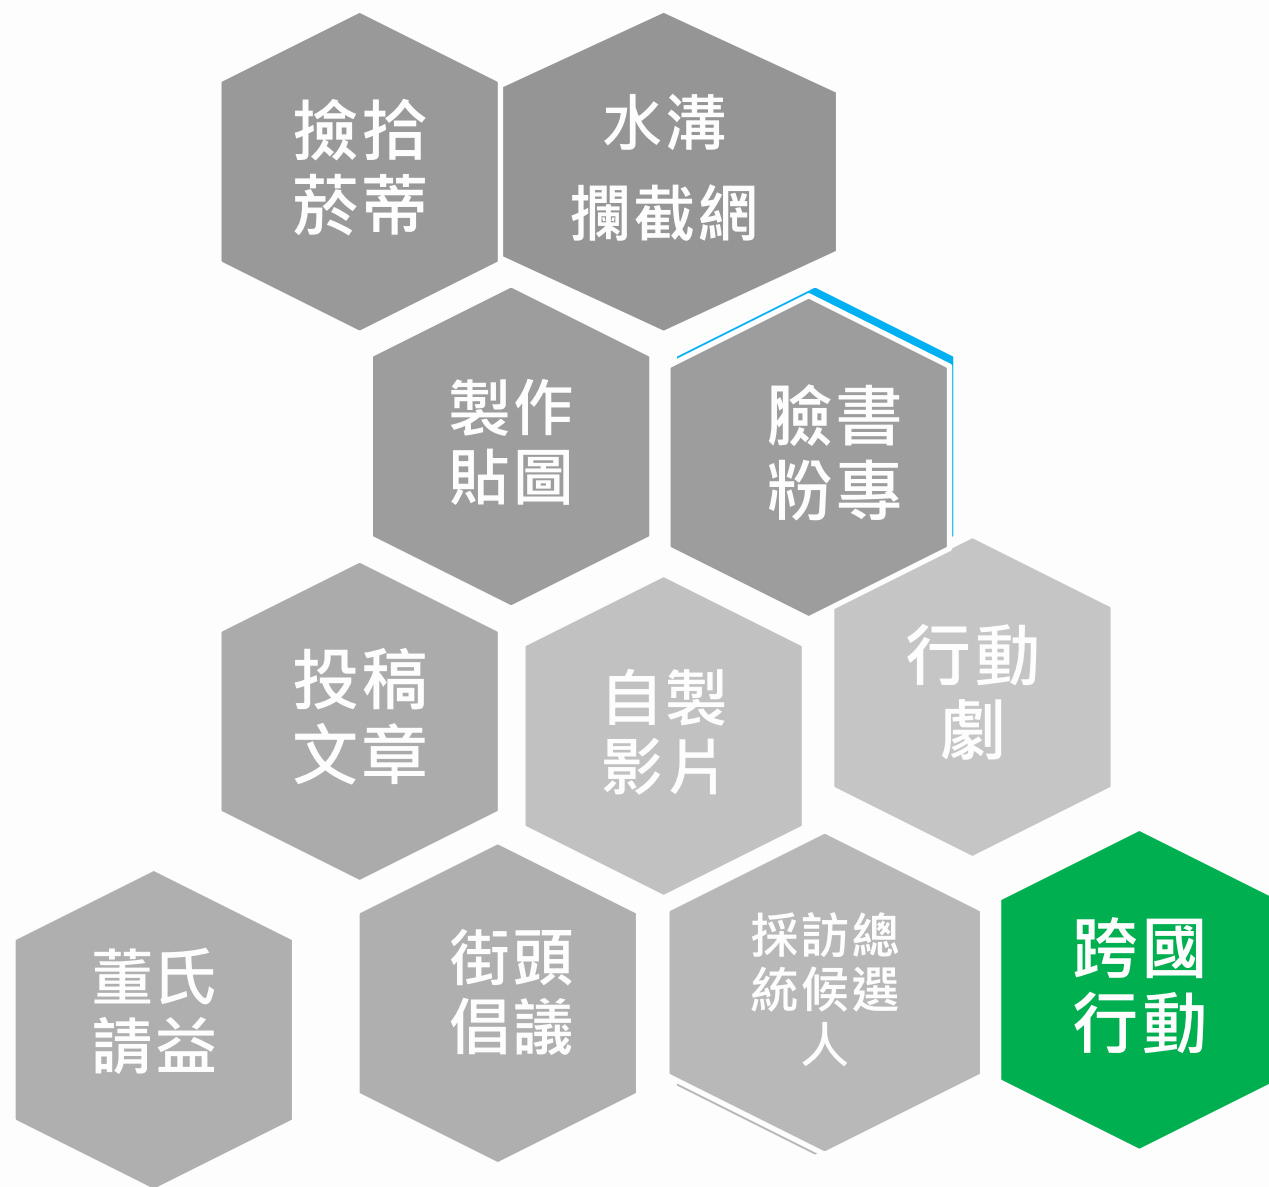 撿拾
菸蒂
水溝
攔截網
製作
貼圖
臉書
粉專
投稿
文章
自製
影片
行動
劇
董氏
請益
街頭
倡議
採訪總
統候選
人
跨國
行動